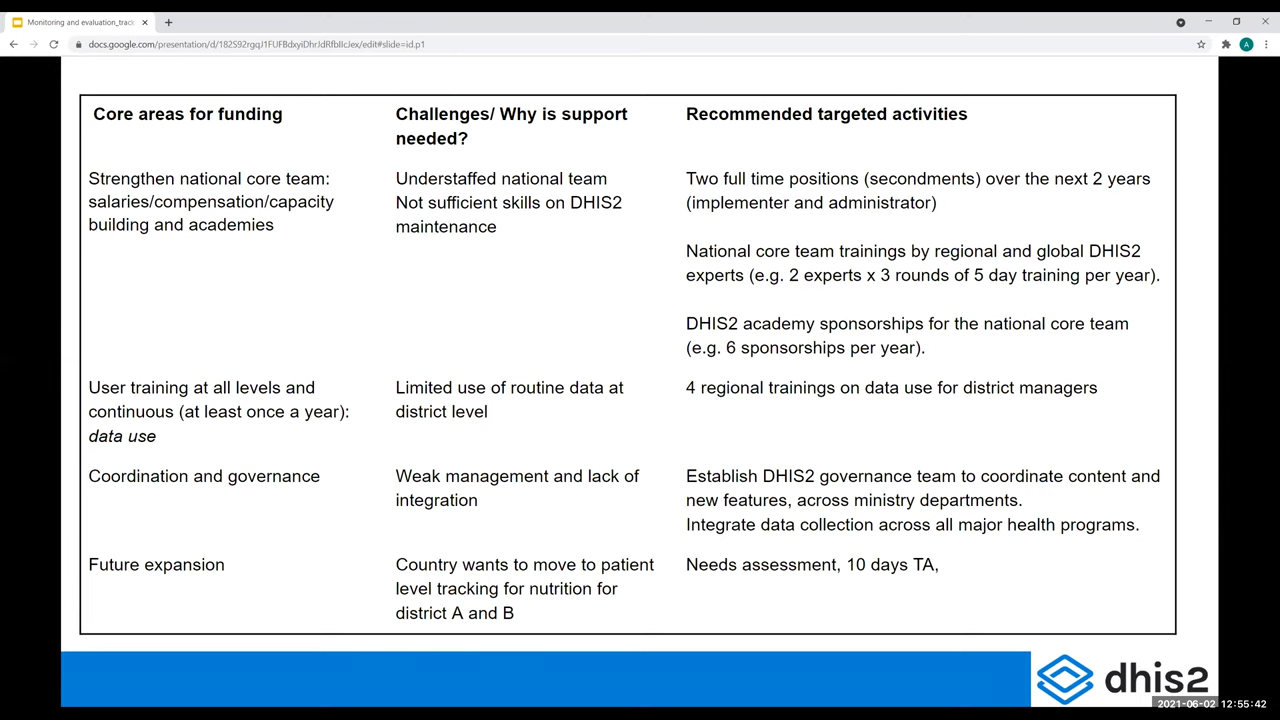 Monitoring and evaluation_trac
docs.google.com/presentation/d/182S92rgqJ1FUFBdxyiDhrJdRfbIIcJex/edit#slide=id.p1
A
Core areas for funding
Challenges/ Why is support
needed?
Recommended targeted activities
Strengthen national core team:
salaries/compensation/capacity
building and academies
Understaffed national team
Not sufficient skills on DHIS2
maintenance
Two full time positions (secondments) over the next 2 years
(implementer and administrator)
National core team trainings by regional and global DHIS2
experts (e.g. 2 experts x 3 rounds of 5 day training per year).
DHIS2 academy sponsorships for the national core team
(e.g. 6 sponsorships per year).
User training at all levels and
continuous (at least once a year):
data use
Limited use of routine data at
district level
4 regional trainings on data use for district managers
Coordination and governance
Weak management and lack of
integration
Establish DHIS2 governance team to coordinate content and
new features, across ministry departments.
Integrate data collection across all major health programs.
Future expansion
Country wants to move to patient
level tracking for nutrition for
district A and B
Needs assessment, 10 days TA,
dhis2
2021-06-02 12:55:42